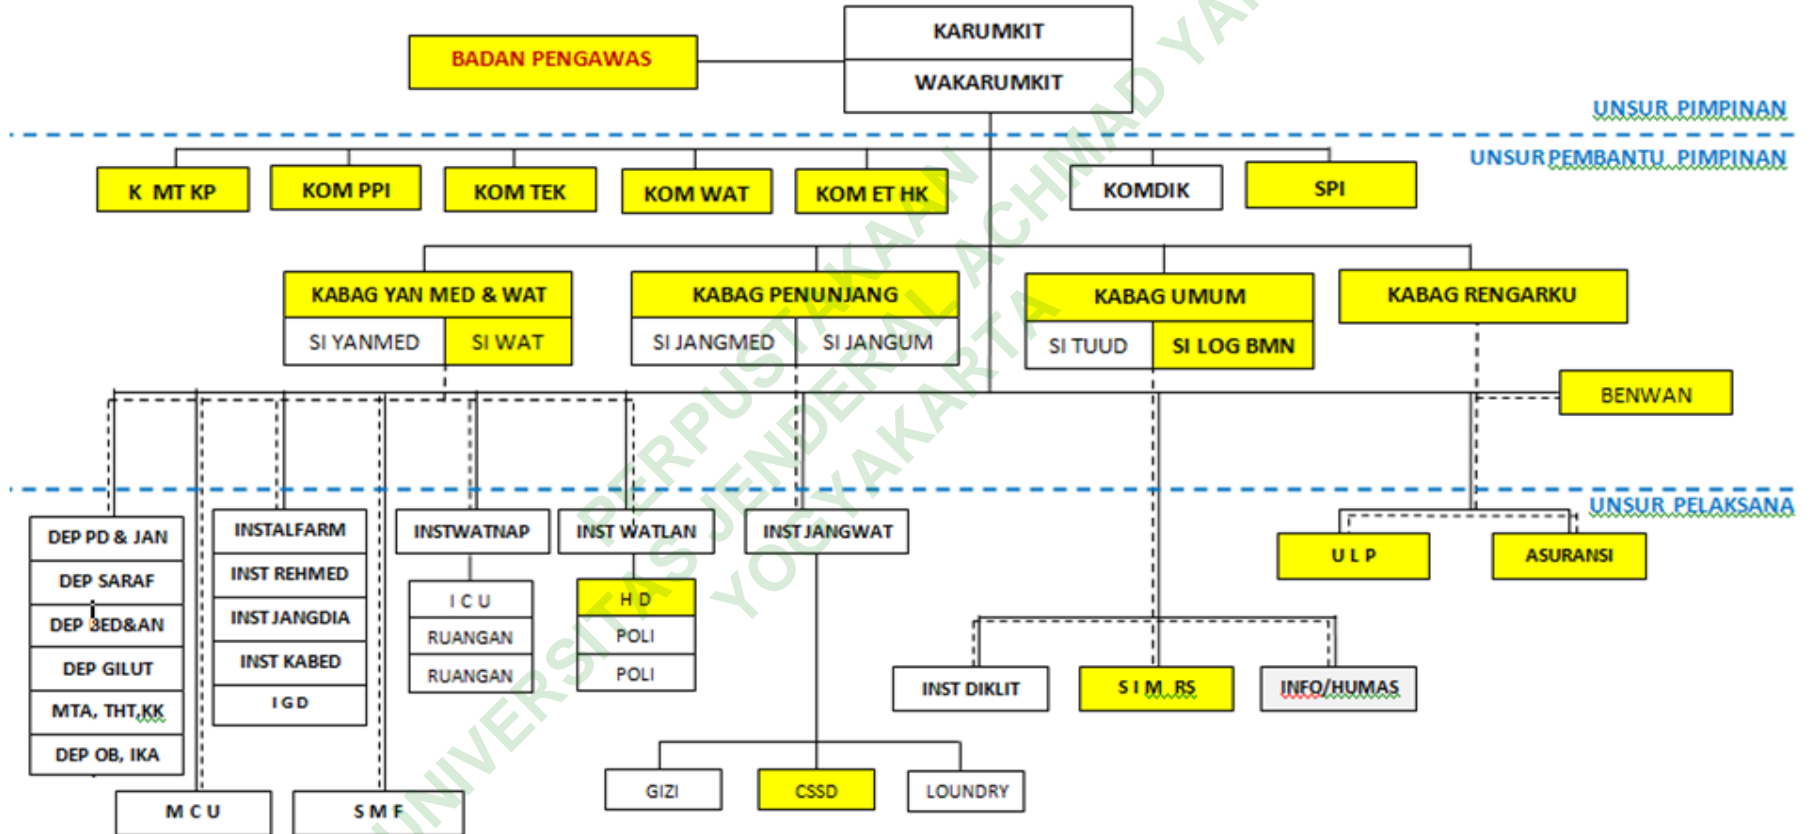 KARUMKIT
BADAN PENGAWAS
WAKARUMKIT
UNSUR PIMPINAN
UNSUR PEMBANTU PIMPINAN
K MT KP
KOM PPI
KOM TEK
KOM WAT
KOM ET HK
KOMDIK
SPI
KABAG YAN MED & WAT
KABAG PENUNJANG
KABAG UMUM
KABAG RENGARKU
SI YANMED
SI WAT
SI JANGMED
SI JANGUM
SI TUUD
SI LOG BMN
BENWAN
UNSUR PELAKSANA
DEP PD & JAN
DEP SARAF
DEP BED&AN
DEP GILUT
MTA, THT,KK
DEP OB, IKA
INSTALFARM
INST REHMED
INST JANGDIA
INST KABED
I G D
INSTWATNAP
I C U
RUANGAN
RUANGAN
INST WATLAN
H D
POLI
POLI
INST JANGWAT
U L P
ASURANSI
INST DIKLIT
S I M RS
INFO/HUMAS
GIZI
CSSD
LOUNDRY
M C U
S M F
PERPUSTAKAAN
UNIVERSITAS JENDERAL ACHMAD YA
YOGYAKARTA